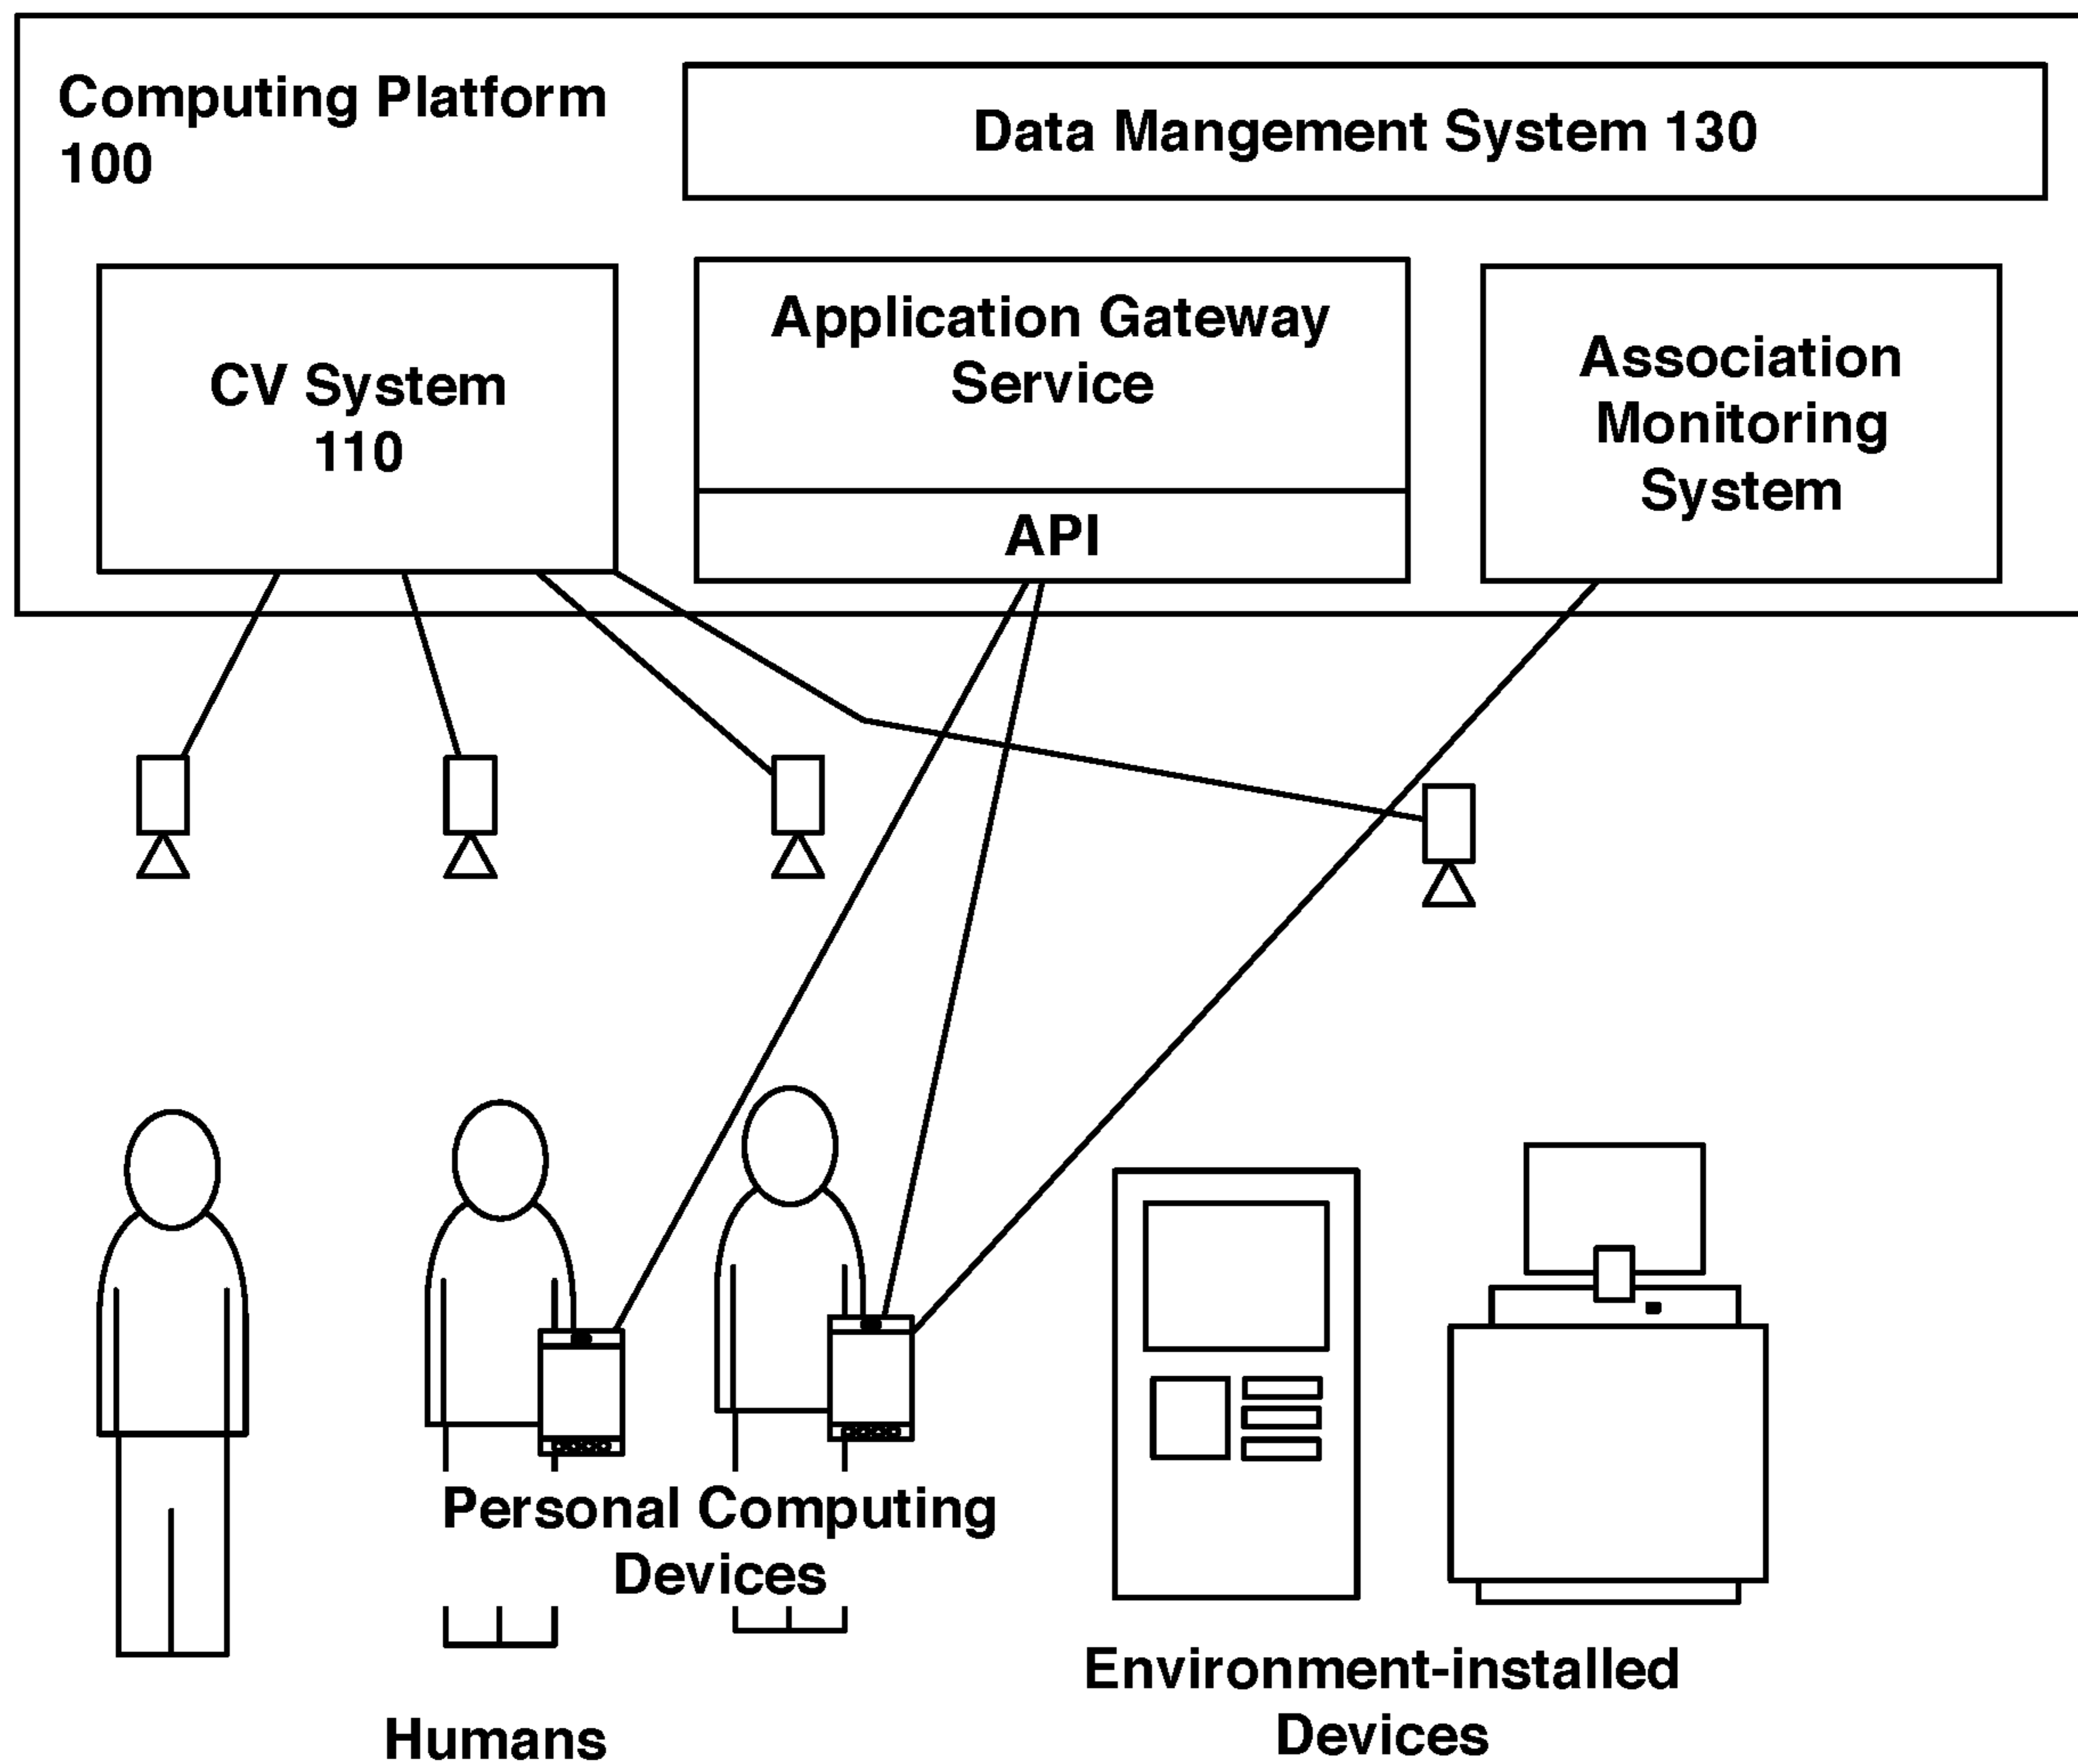 Computing Platform
100
Data Mangement System 130
CV System
110
Application Gateway
Service
API
Association
Monitoring
System
Personal Computing
Devices
Environment-installed
Devices
Humans